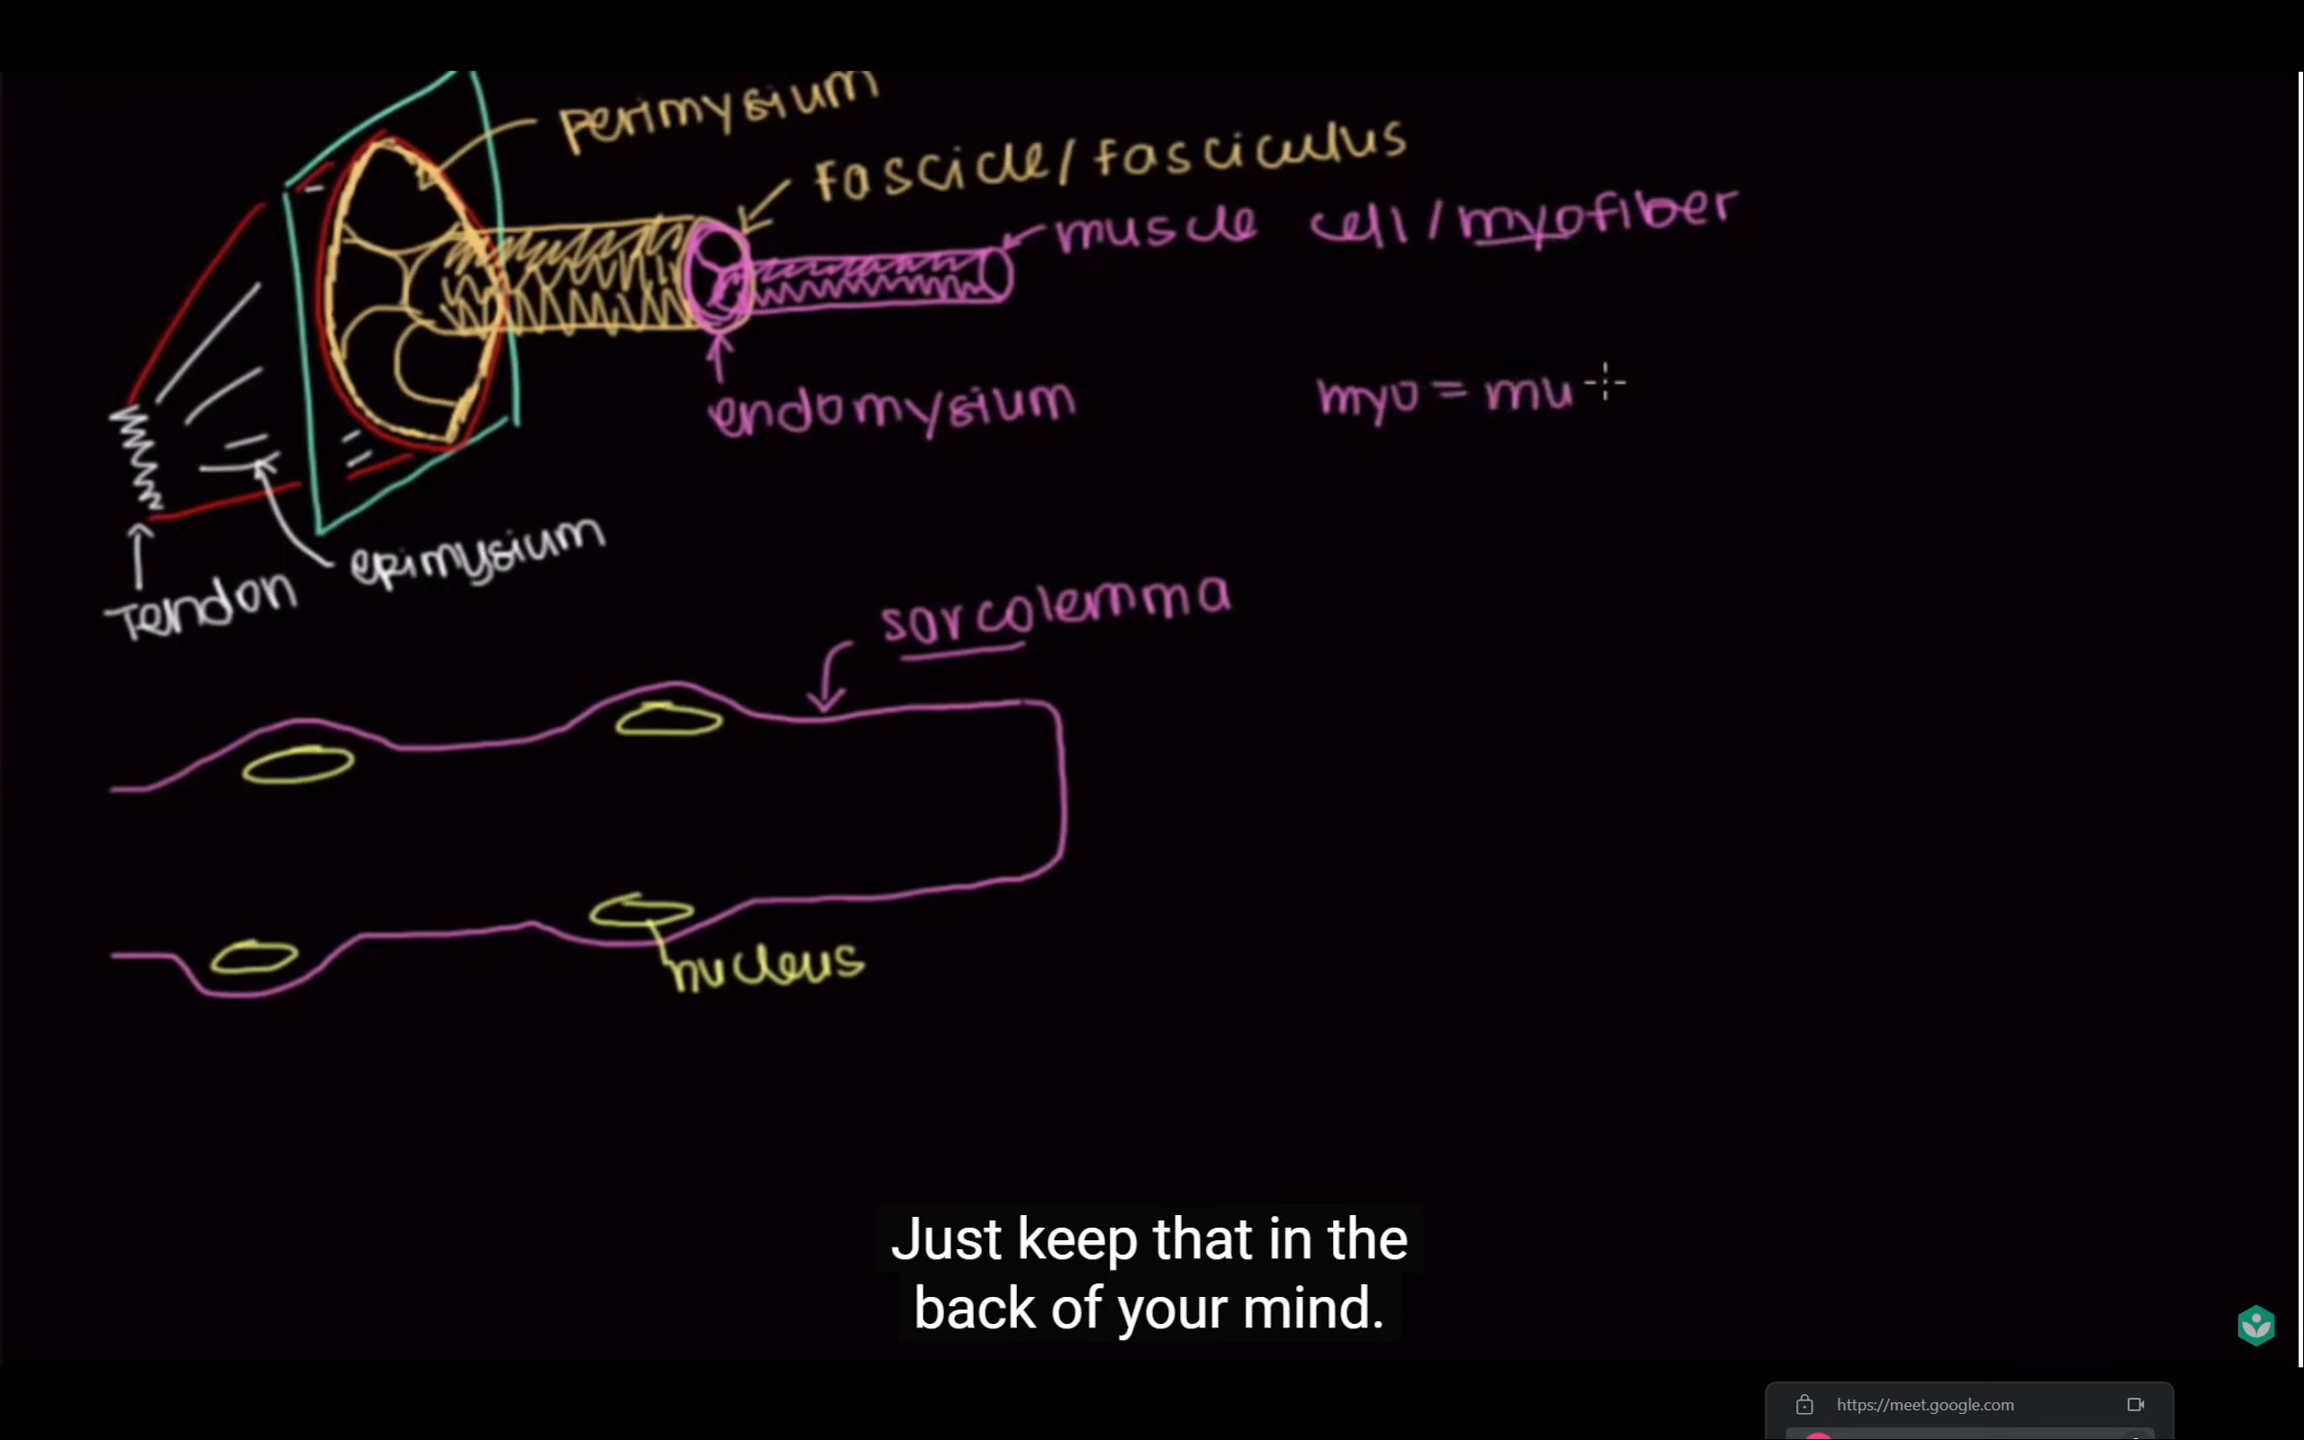 perimysium
fascicle/fasciculus
muscle cell/myofiber
endomysium
myo = mu
epimysium
Tendon
sarcolemma
nucleus
Just keep that in the
back of your mind.
https://meet.google.com